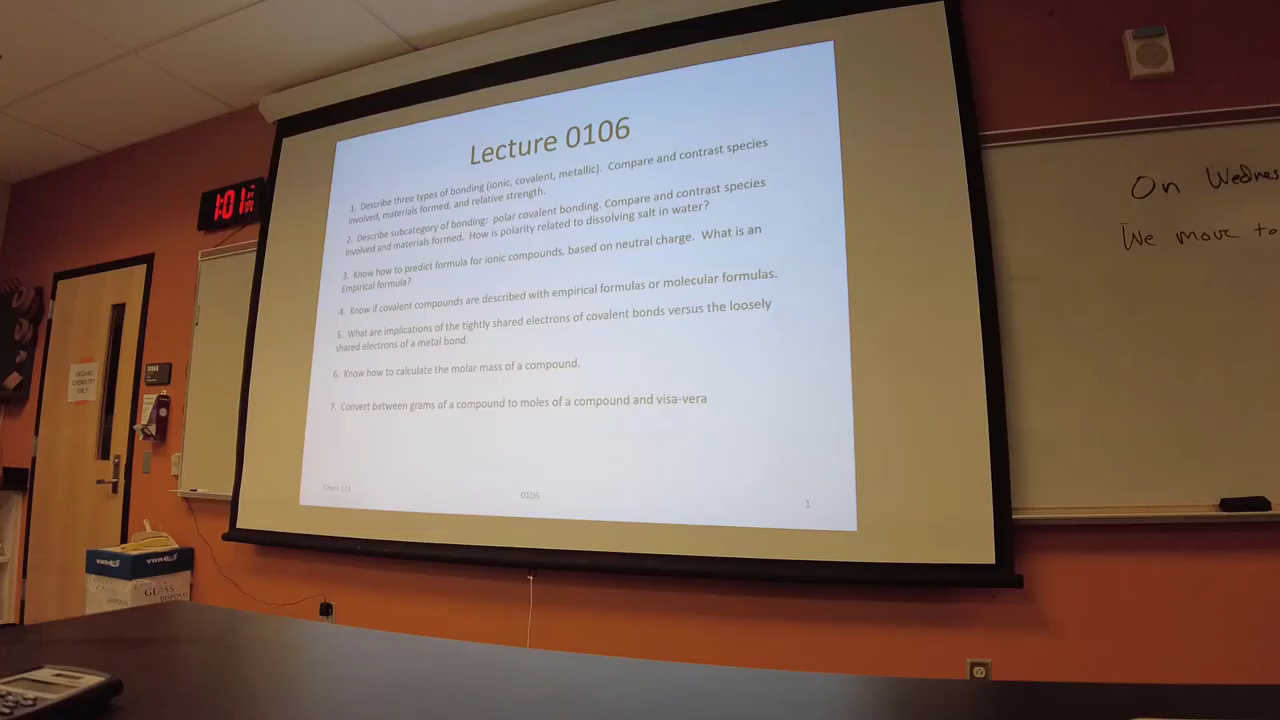 Lecture 0106
1. Describe three types of bonding (ionic, covalent, metallic). Compare and contrast species
involved, materials formed, and relative strength.
2. Describe subcategory of bonding: polar covalent bonding. Compare and contrast species
involved and materials formed. How is polarity related to dissolving salt in water?
3. Know how to predict formula for ionic compounds, based on neutral charge. What is an
Empirical formula?
4. Know if covalent compounds are described with empirical formulas or molecular formulas.
5. What are implications of the tightly shared electrons of covalent bonds versus the loosely
shared electrons of a metal bond.
6. Know how to calculate the molar mass of a compound.
7. Convert between grams of a compound to moles of a compound and visa-vera
0106
1
1:01
On Wednes
We move to
ORGANIC
CHEMISTRY
ONLY
VWR
VWR
GLASS
DISPOSAL